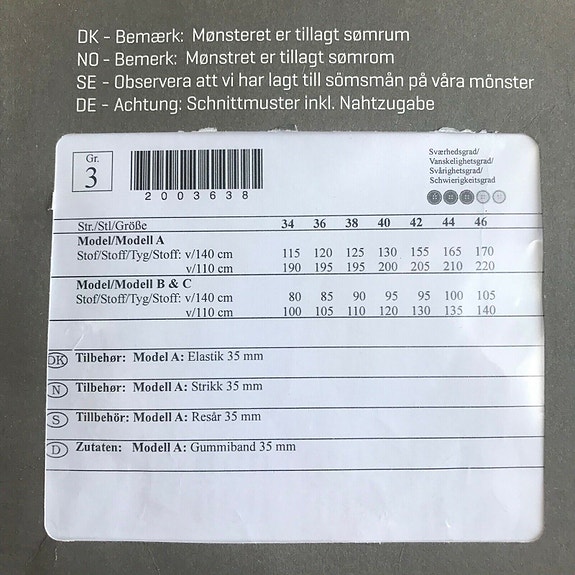 DK - Bemærk: Mønsteret er tillagt sømrum
NO - Bemerk: Mønstret er tillagt sømrom
SE - Observera att vi har lagt till sömsmån på våra mönster
DE - Achtung: Schnittmuster inkl. Nahtzugabe
Gr.
3
2003638
Sværhedsgrad/
Vanskelighetsgrad/
Svårighetsgrad/
Schwierigkeitsgrad
Str./Stl/Größe 34 36 38 40 42 44 46
Model/Modell A
Stof/Stoff/Tyg/Stoff: v/140 cm 115 120 125 130 155 165 170
v/110 cm 190 195 195 200 205 210 220
Model/Modell B & C
Stof/Stoff/Tyg/Stoff: v/140 cm 80 85 90 95 95 100 105
v/110 cm 100 105 110 120 130 135 140
DK Tilbehør: Model A: Elastik 35 mm
N Tilbehør: Modell A: Strikk 35 mm
S Tillbehör: Modell A: Resår 35 mm
D Zutaten: Modell A: Gummiband 35 mm